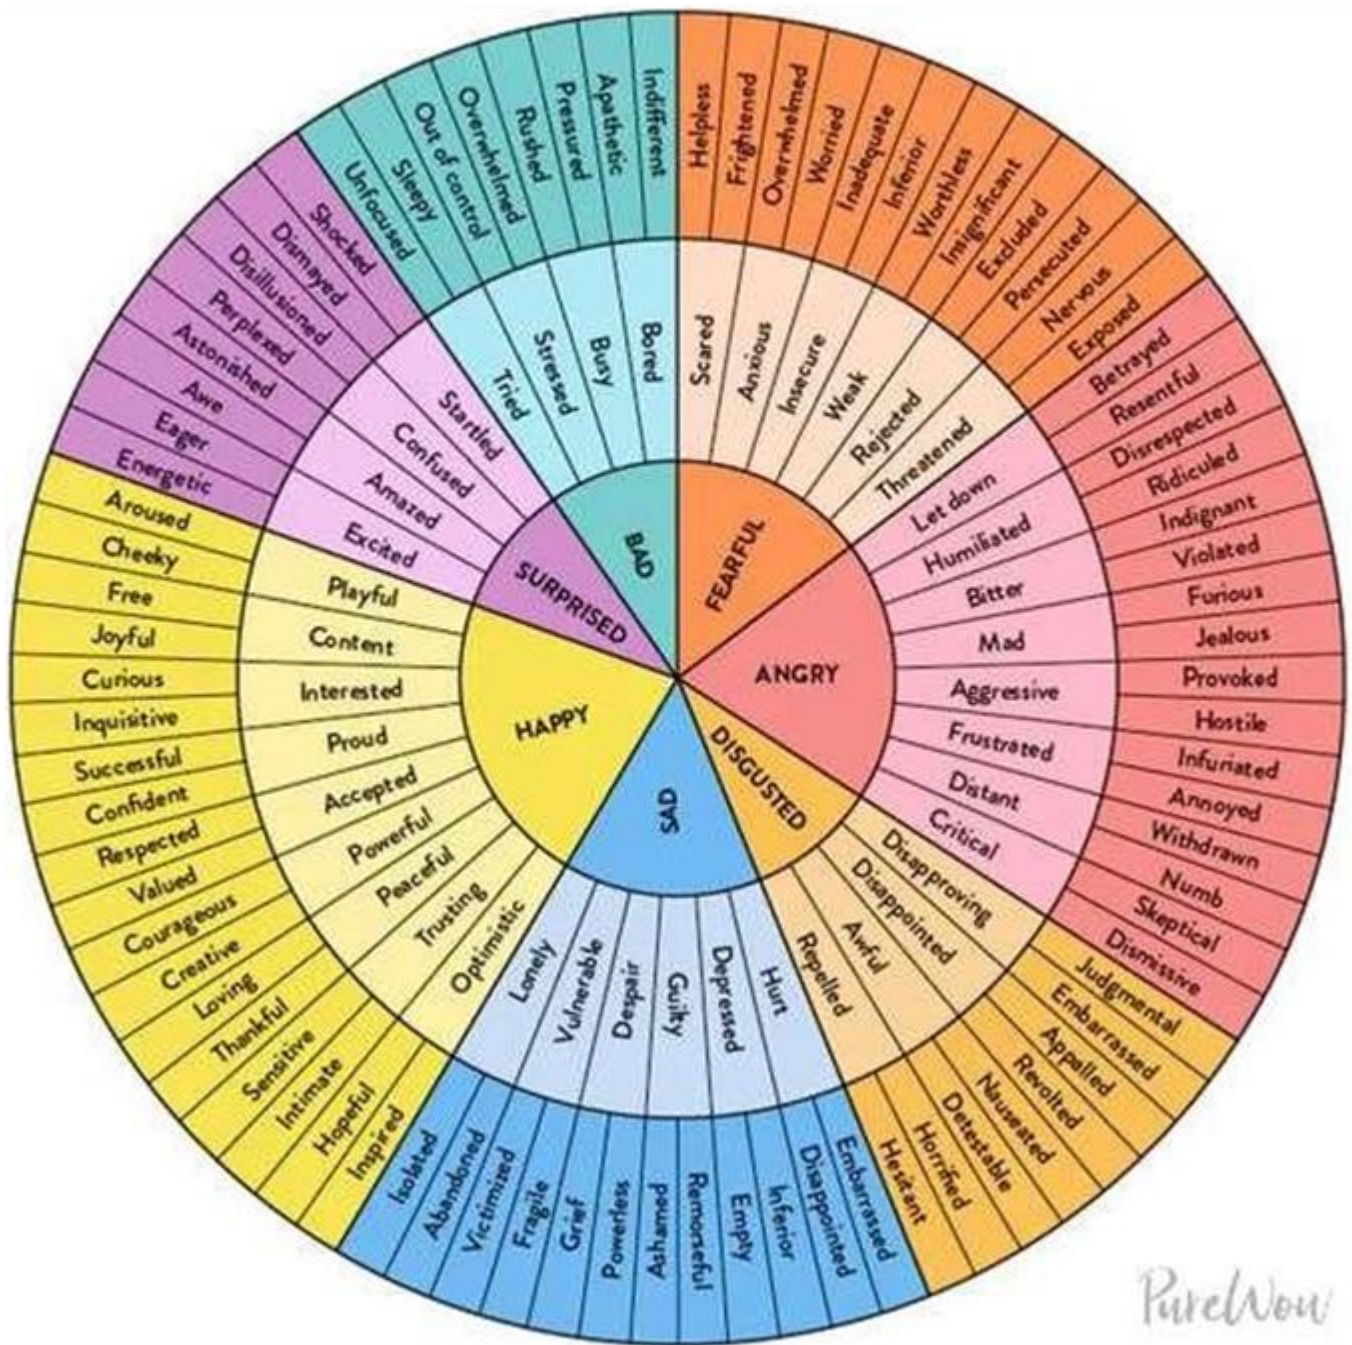 BAD
FEARFUL
ANGRY
DISGUSTED
SAD
HAPPY
SURPRISED
Scared
Anxious
Insecure
Weak
Rejected
Threatened
Let down
Humiliated
Bitter
Mad
Aggressive
Frustrated
Distant
Critical
Disapproving
Disappointed
Awful
Repelled
Hurt
Depressed
Guilty
Despair
Vulnerable
Lonely
Optimistic
Trusting
Peaceful
Powerful
Accepted
Proud
Interested
Content
Playful
Excited
Amazed
Confused
Startled
Tried
Stressed
Busy
Bored
Helpless
Frightened
Overwhelmed
Worried
Inadequate
Inferior
Worthless
Insignificant
Excluded
Persecuted
Nervous
Exposed
Betrayed
Resentful
Disrespected
Ridiculed
Indignant
Violated
Furious
Jealous
Provoked
Hostile
Infuriated
Annoyed
Withdrawn
Numb
Skeptical
Dismissive
Judgmental
Embarrassed
Appalled
Revolted
Nauseated
Detestable
Horrified
Hesitant
Embarrassed
Disappointed
Inferior
Empty
Remorseful
Ashamed
Powerless
Grief
Fragile
Victimized
Abandoned
Isolated
Inspired
Hopeful
Intimate
Sensitive
Thankful
Loving
Creative
Courageous
Valued
Respected
Confident
Successful
Inquisitive
Curious
Joyful
Free
Cheeky
Aroused
Energetic
Eager
Awe
Astonished
Perplexed
Disillusioned
Dismayed
Shocked
Unfocused
Sleepy
Out of control
Overwhelmed
Rushed
Pressured
Apathetic
Indifferent
PureWow